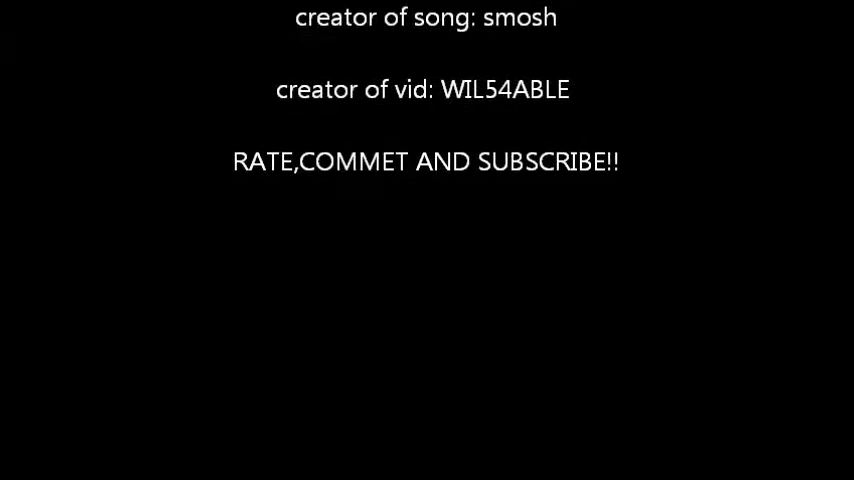 creator of song: smosh
creator of vid: WIL54ABLE
RATE,COMMET AND SUBSCRIBE!!